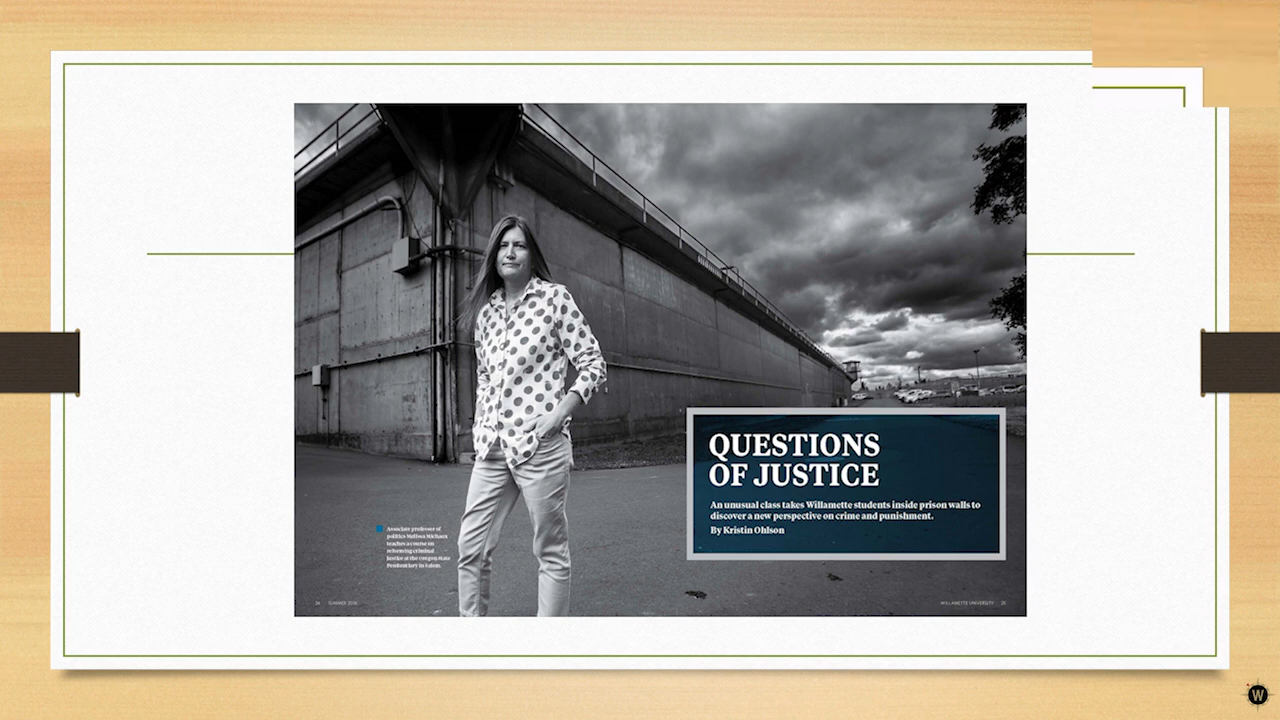 QUESTIONS
OF JUSTICE
An unusual class takes Willamette students inside prison walls to
discover a new perspective on crime and punishment.
By Kristin Ohlson
Associate professor of
politics Melissa Michaux
teaches a course on
reforming criminal
justice at the Oregon State
Penitentiary in Salem.
24 SUMMER 2016
WILLAMETTE UNIVERSITY 25
W